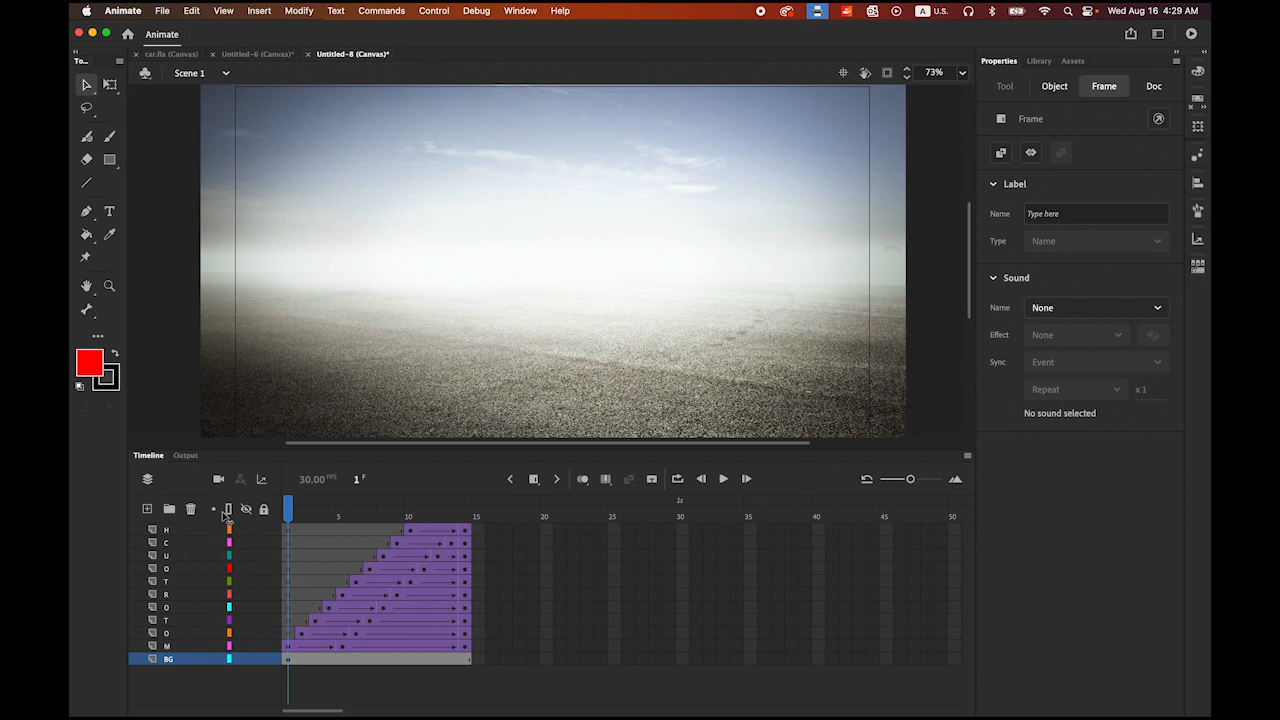 Animate File Edit View Insert Modify Text Commands Control Debug Window Help A U.S. Wed Aug 16 4:29 AM
Animate
car.fla (Canvas) Untitled-6 (Canvas)* Untitled-8 (Canvas)*
To...
Scene 1 73%
Properties Library Assets
Tool Object Frame Doc
Frame
Label
Name Type here
Type Name
Sound
Name None
Effect None
Sync Event
Repeat x 1
No sound selected
Timeline Output
30.00 FPS 1 F
1s
5 10 15 20 25 30 35 40 45 50
H
C
U
O
T
R
O
T
O
M
BG